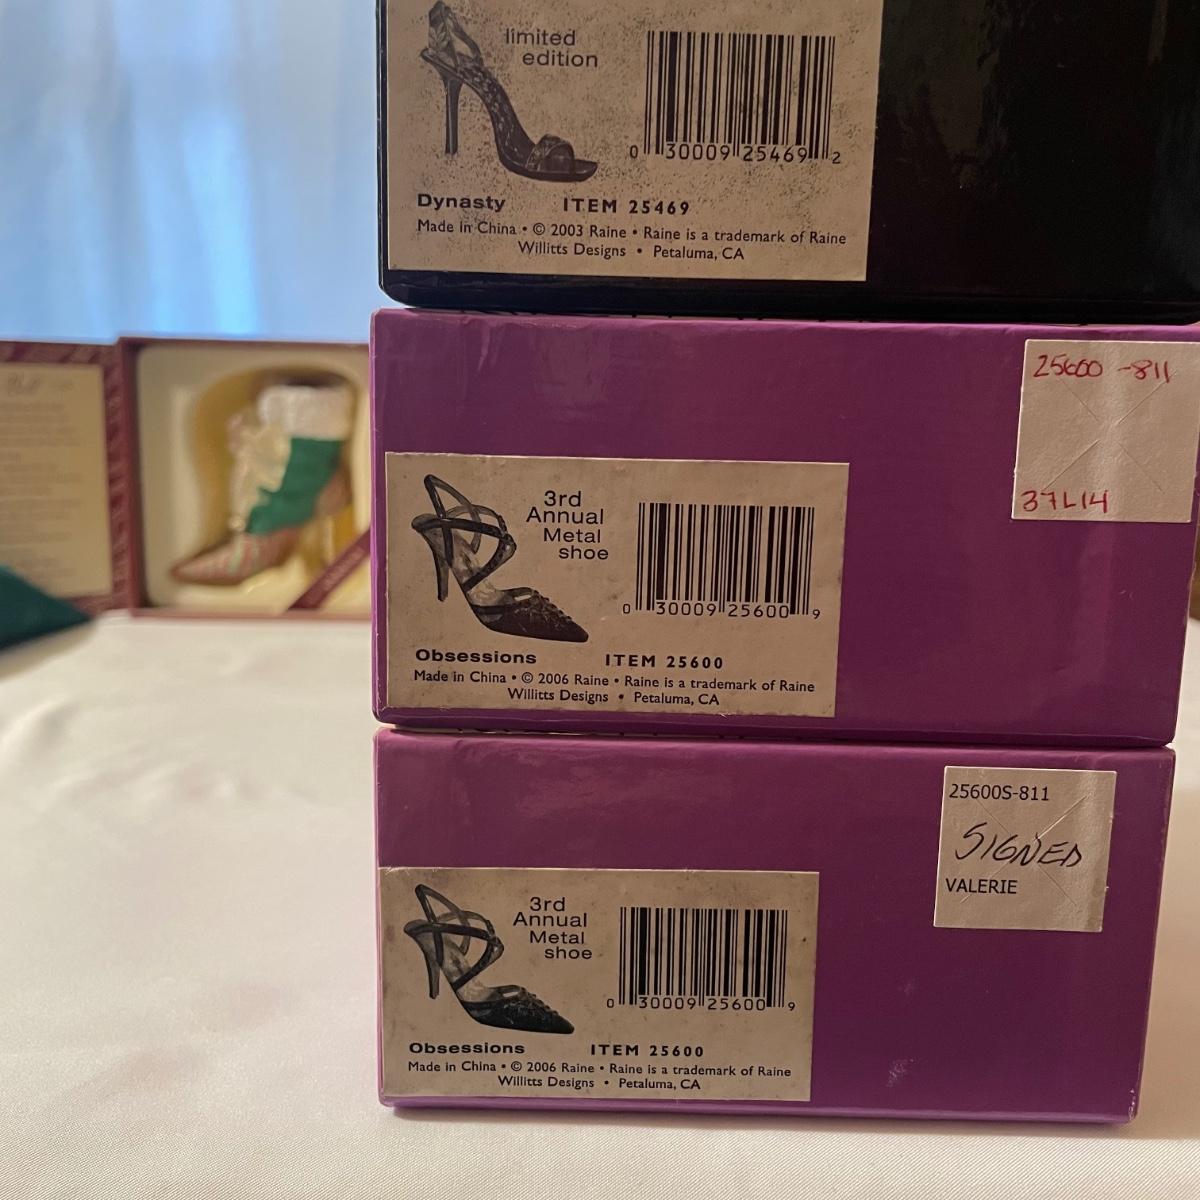 limited
edition
0 30009 25469 2
Dynasty ITEM 25469
Made in China • © 2003 Raine • Raine is a trademark of Raine
Willitts Designs • Petaluma, CA
25600 -811
37L14
3rd
Annual
Metal
shoe
0 30009 25600 9
Obsessions ITEM 25600
Made in China • © 2006 Raine • Raine is a trademark of Raine
Willitts Designs • Petaluma, CA
25600S-811
SIGNED
VALERIE
3rd
Annual
Metal
shoe
0 30009 25600 9
Obsessions ITEM 25600
Made in China • © 2006 Raine • Raine is a trademark of Raine
Willitts Designs • Petaluma, CA